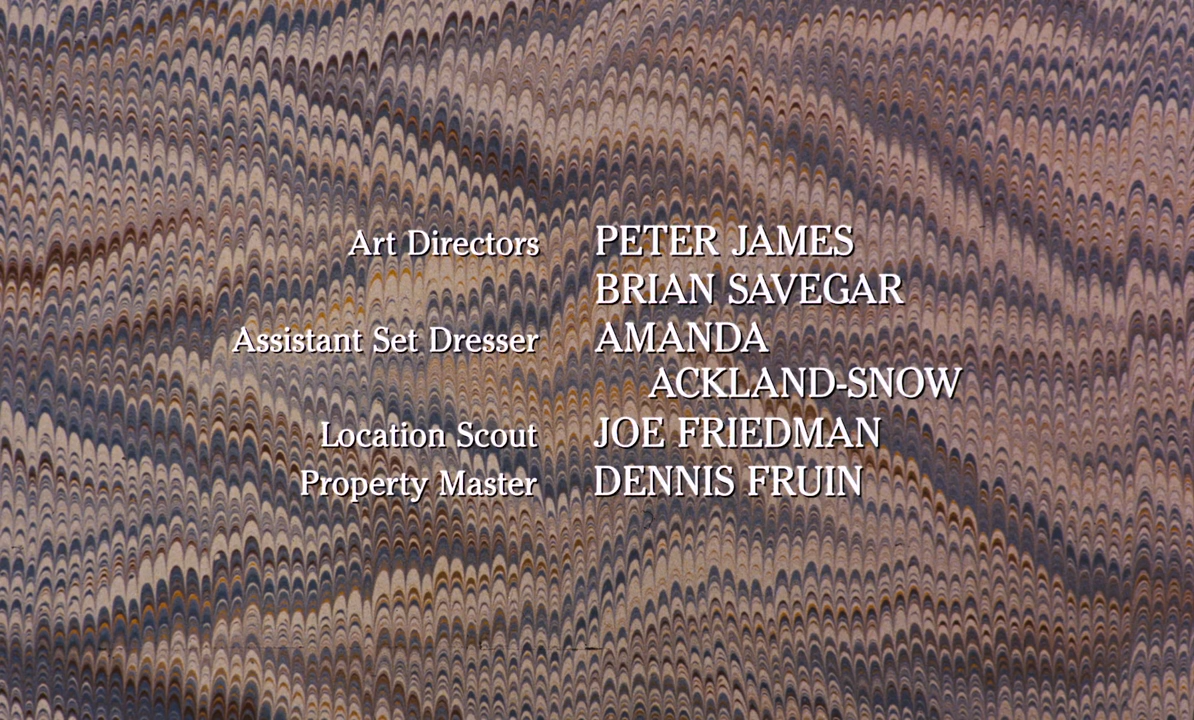 Art Directors PETER JAMES
BRIAN SAVEGAR
Assistant Set Dresser AMANDA
ACKLAND-SNOW
Location Scout JOE FRIEDMAN
Property Master DENNIS FRUIN